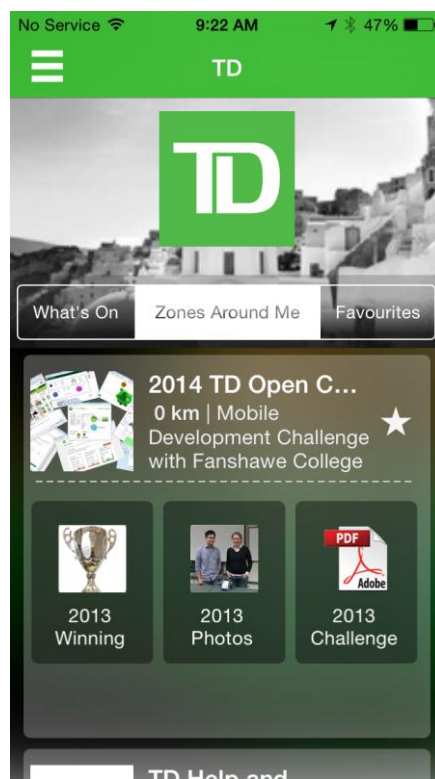 No Service 9:22 AM 47%
TD
TD
What's On Zones Around Me Favourites
2014 TD Open C...
0 km | Mobile
Development Challenge
with Fanshawe College
PDF
Adobe
2013 2013 2013
Winning Photos Challenge
TD Help and